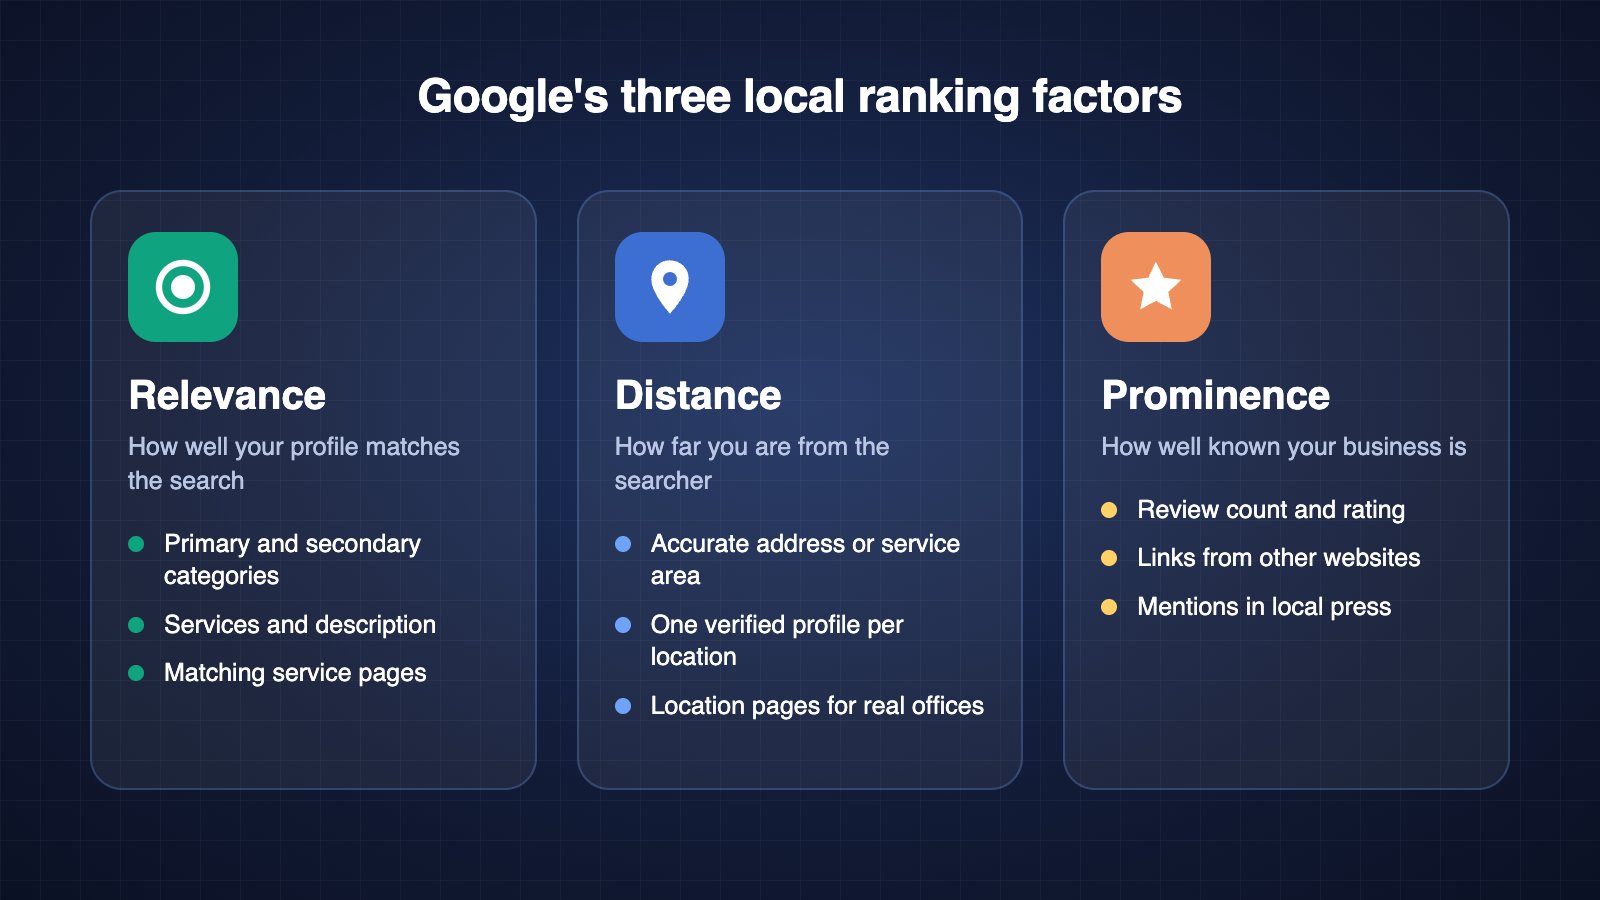 Google's three local ranking factors
Relevance
How well your profile matches
the search
Primary and secondary
categories
Services and description
Matching service pages
Distance
How far you are from the
searcher
Accurate address or service
area
One verified profile per
location
Location pages for real offices
Prominence
How well known your business is
Review count and rating
Links from other websites
Mentions in local press